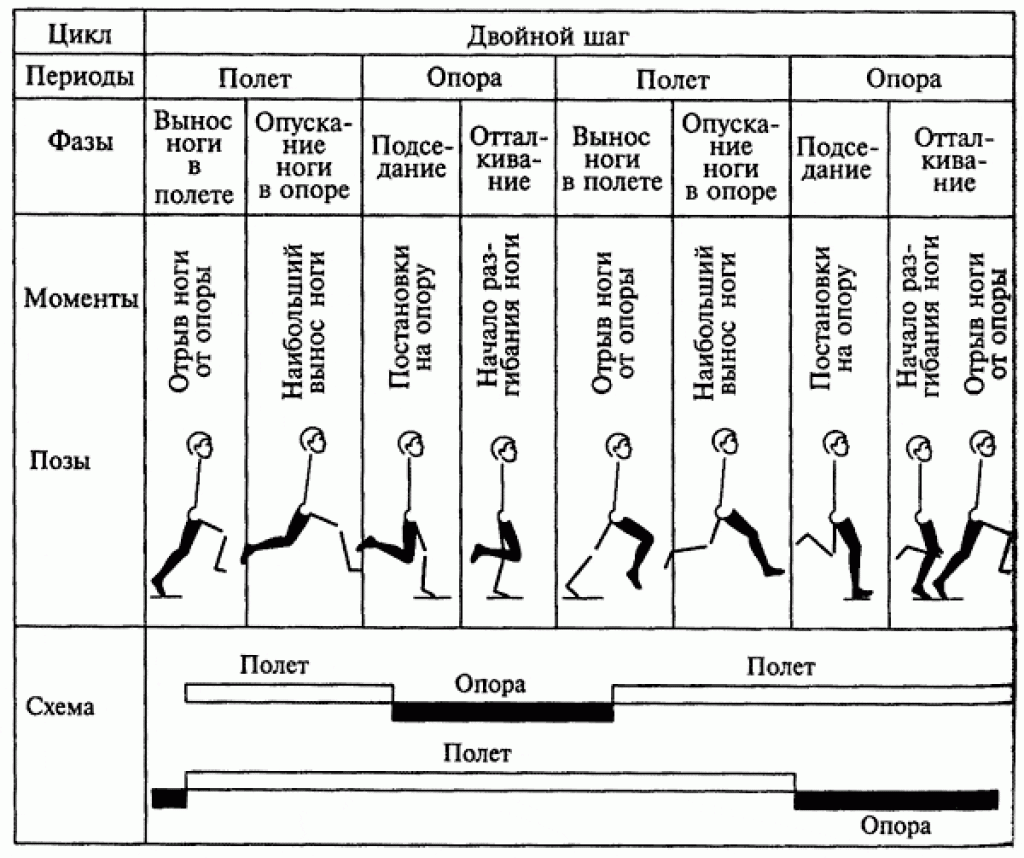 Цикл
Двойной шаг
Периоды
Полет
Опора
Полет
Опора
Фазы
Вынос
ноги
в
полете
Опуска-
ние
ноги
в опоре
Подсе-
дание
Оттал-
кива-
ние
Вынос
ноги
в полете
Опуска-
ние
ноги
в опоре
Подсе-
дание
Оттал-
кива-
ние
Моменты
Отрыв ноги
от опоры
Наибольший
вынос ноги
Постановки
на опору
Начало раз-
гибания ноги
Отрыв ноги
от опоры
Наибольший
вынос ноги
Постановки
на опору
Начало раз-
гибания ноги
Отрыв ноги
от опоры
Позы
Схема
Полет
Опора
Полет
Полет
Опора